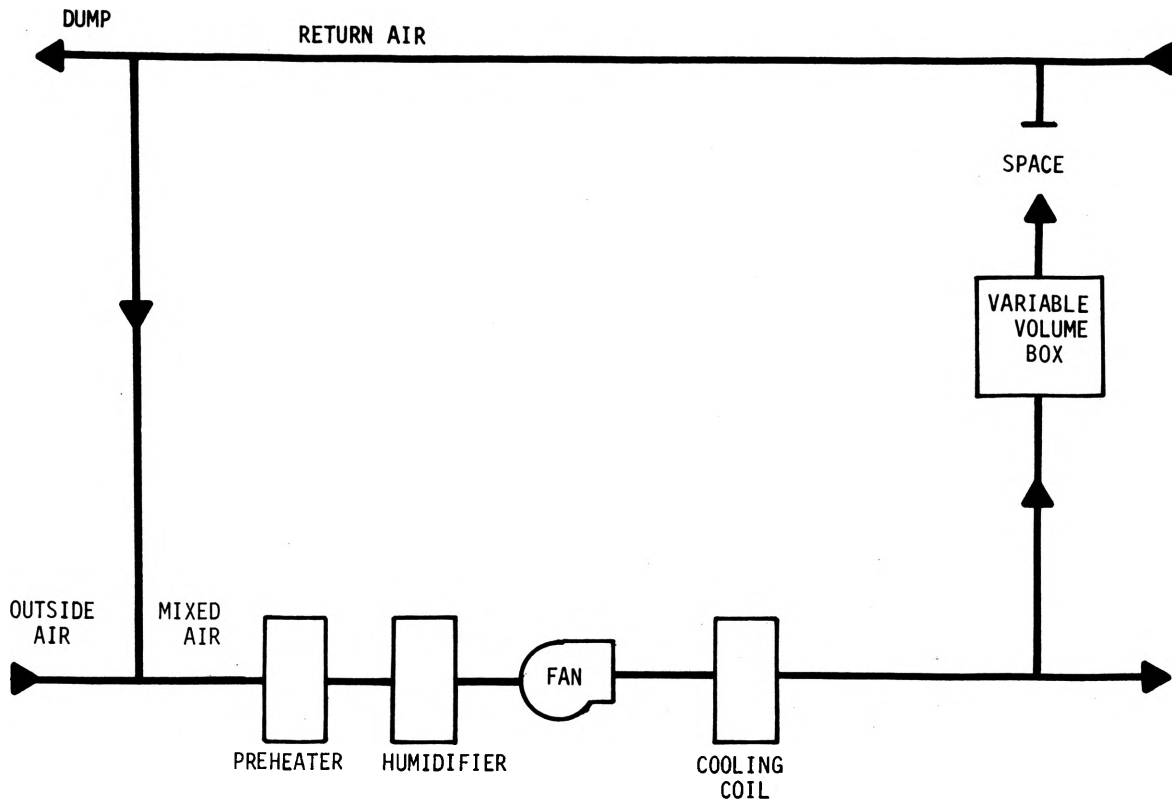 DUMP
RETURN AIR
SPACE
VARIABLE
VOLUME
BOX
OUTSIDE
AIR
MIXED
AIR
FAN
PREHEATER
HUMIDIFIER
COOLING
COIL